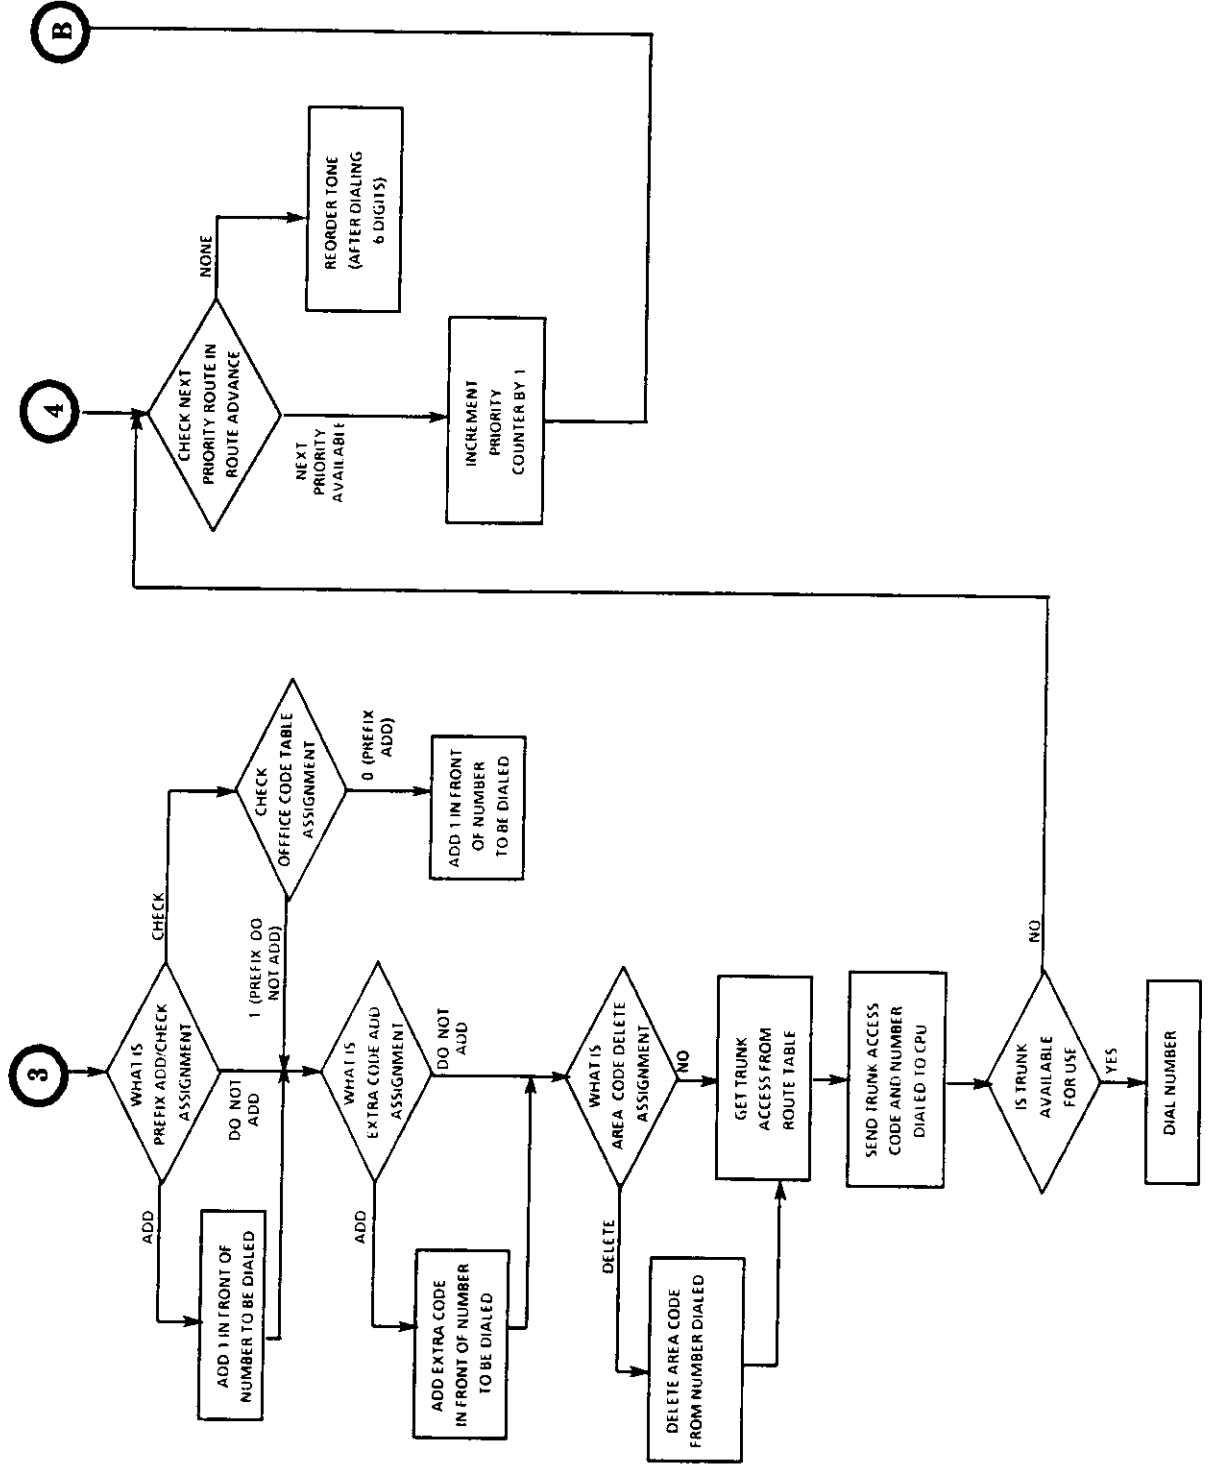 3
WHAT IS
PREFIX ADD/CHECK
ASSIGNMENT
ADD
DO NOT
ADD
CHECK
ADD 1 IN FRONT OF
NUMBER TO BE DIALED
CHECK
OFFFICE CODE TABLE
ASSIGNMENT
1 (PREFIX DO
NOT ADD)
0 (PREFIX
ADD)
ADD 1 IN FRONT
OF NUMBER
TO BE DIALED
WHAT IS
EXTRA CODE ADD
ASSIGNMENT
ADD
DO NOT
ADD
ADD EXTRA CODE
IN FRONT OF NUMBER
TO BE DIALED
WHAT IS
AREA CODE DELETE
ASSIGNMENT
DELETE
NO
DELETE AREA CODE
FROM NUMBER DIALED
GET TRUNK
ACCESS FROM
ROUTE TABLE
SEND TRUNK ACCESS
CODE AND NUMBER
DIALED TO CPU
IS TRUNK
AVAILABLE
FOR USE
NO
YES
DIAL NUMBER
4
CHECK NEXT
PRIORITY ROUTE IN
ROUTE ADVANCE
NONE
NEXT
PRIORITY
AVAILABLE
REORDER TONE
(AFTER DIALING
6 DIGITS)
INCREMENT
PRIORITY
COUNTER BY 1
B